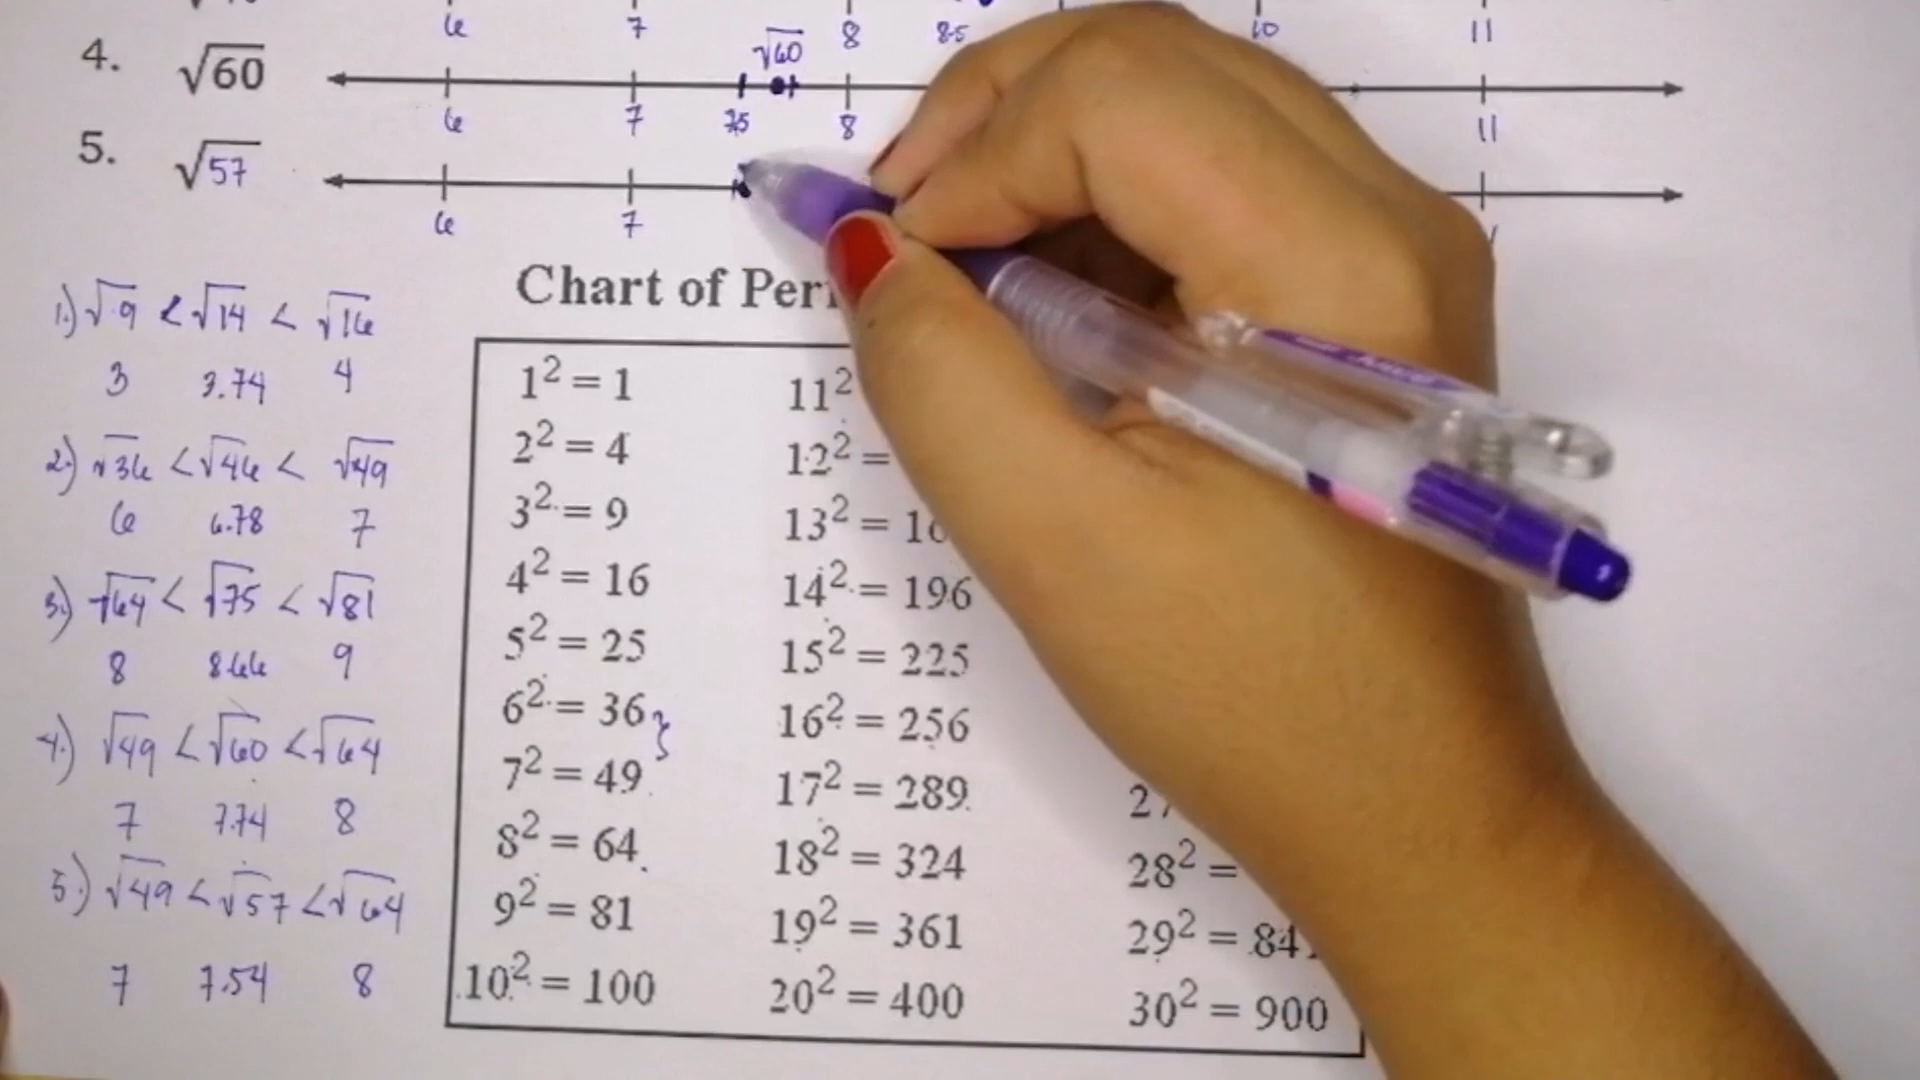 6 7 8 8.5 10 11
4. √60 √60
6 7 7.5 8 11
5. √57
6 7
Chart of Per
1.) √9 < √14 < √16
3 3.74 4
2.) √36 < √46 < √49
6 6.78 7
3.) √64 < √75 < √81
8 8.66 9
4.) √49 < √60 < √64
7 7.74 8
5.) √49 < √57 < √64
7 7.54 8
1² = 1 11²
2² = 4 12² =
3² = 9 13² = 1
4² = 16 14² = 196
5² = 25 15² = 225
6² = 36 16² = 256
7² = 49 17² = 289 27
8² = 64 18² = 324 28² =
9² = 81 19² = 361 29² = 841
10² = 100 20² = 400 30² = 900